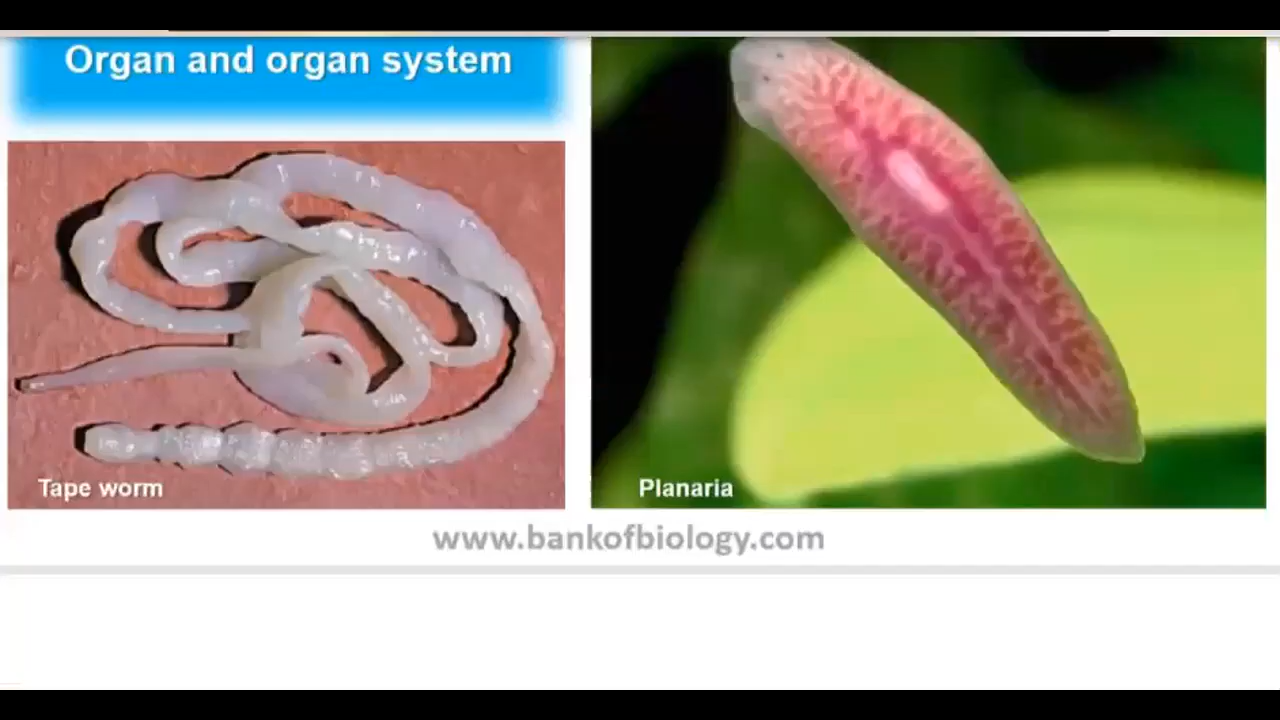 Organ and organ system
Tape worm
Planaria
www.bankofbiology.com